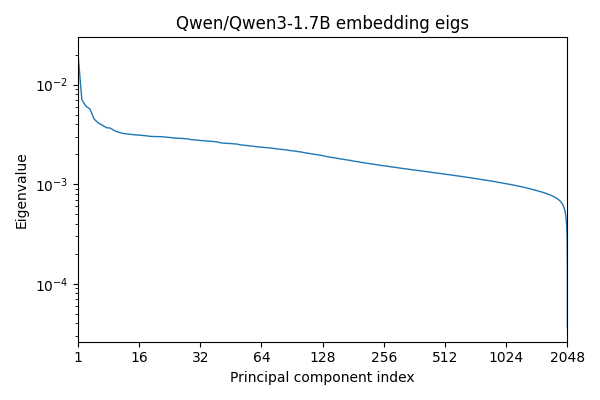 Qwen/Qwen3-1.7B embedding eigs
Eigenvalue
10⁻²
10⁻³
10⁻⁴
1 16 32 64 128 256 512 1024 2048
Principal component index